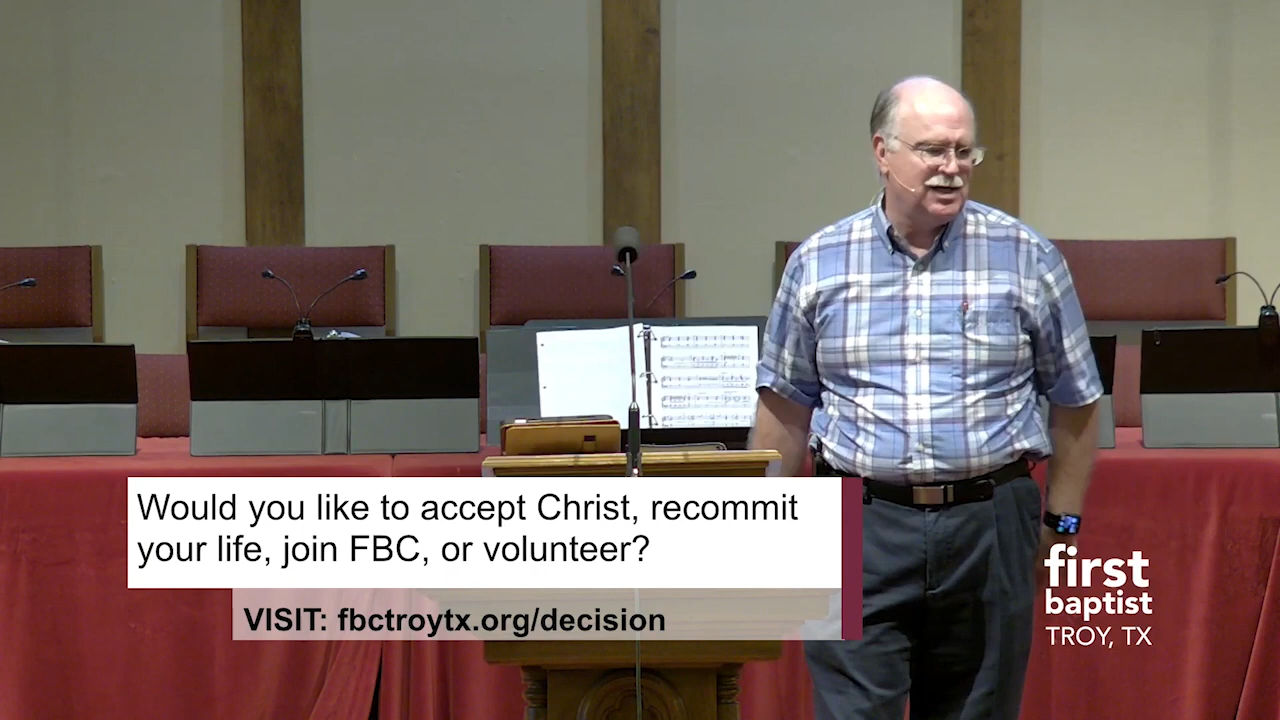 Would you like to accept Christ, recommit
your life, join FBC, or volunteer?
VISIT: fbctroytx.org/decision
first
baptist
TROY, TX